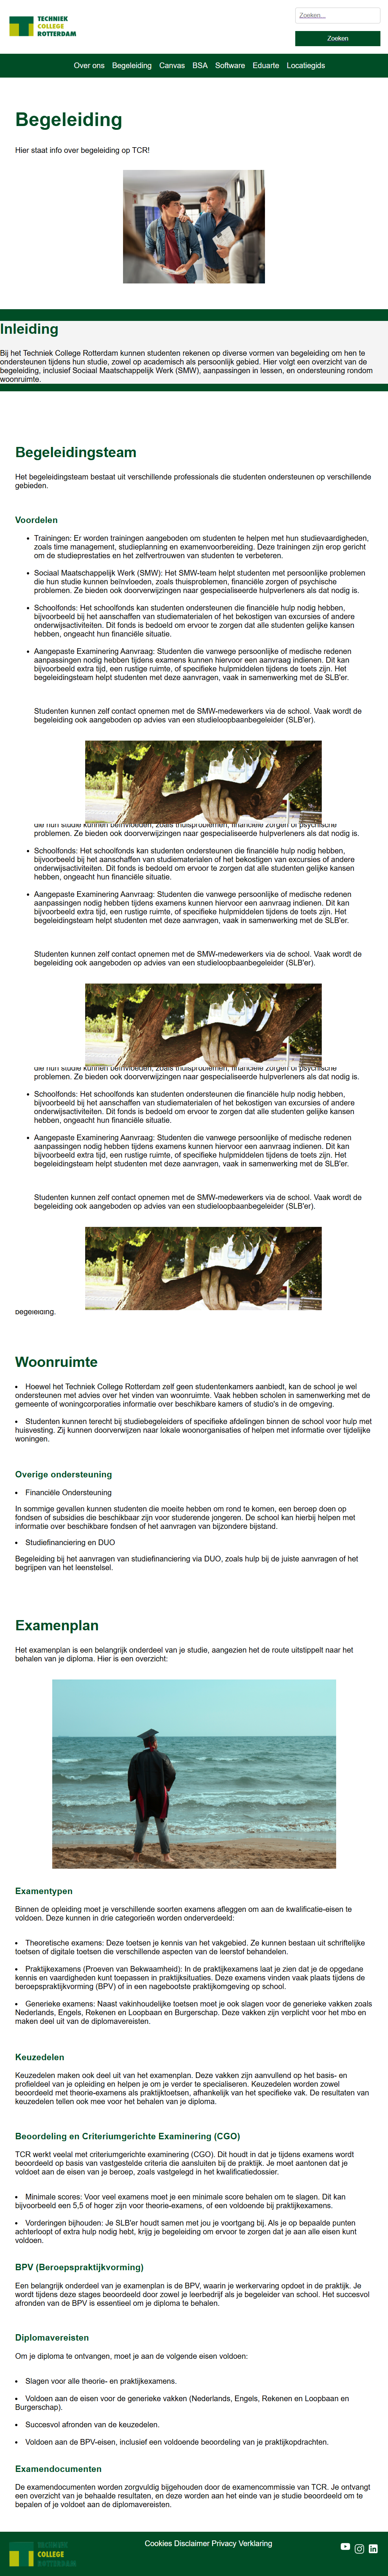 TECHNIEK
COLLEGE
ROTTERDAM
Zoeken...
Zoeken
Over ons Begeleiding Canvas BSA Software Eduarte Locatiegids
Begeleiding
Hier staat info over begeleiding op TCR!
Inleiding
Bij het Techniek College Rotterdam kunnen studenten rekenen op diverse vormen van begeleiding om hen te
ondersteunen tijdens hun studie, zowel op academisch als persoonlijk gebied. Hier volgt een overzicht van de
begeleiding, inclusief Sociaal Maatschappelijk Werk (SMW), aanpassingen in lessen, en ondersteuning rondom
woonruimte.
Begeleidingsteam
Het begeleidingsteam bestaat uit verschillende professionals die studenten ondersteunen op verschillende
gebieden.
Voordelen
• Trainingen: Er worden trainingen aangeboden om studenten te helpen met hun studievaardigheden,
zoals time management, studieplanning en examenvoorbereiding. Deze trainingen zijn erop gericht
om de studieprestaties en het zelfvertrouwen van studenten te verbeteren.
• Sociaal Maatschappelijk Werk (SMW): Het SMW-team helpt studenten met persoonlijke problemen
die hun studie kunnen beïnvloeden, zoals thuisproblemen, financiële zorgen of psychische
problemen. Ze bieden ook doorverwijzingen naar gespecialiseerde hulpverleners als dat nodig is.
• Schoolfonds: Het schoolfonds kan studenten ondersteunen die financiële hulp nodig hebben,
bijvoorbeeld bij het aanschaffen van studiematerialen of het bekostigen van excursies of andere
onderwijsactiviteiten. Dit fonds is bedoeld om ervoor te zorgen dat alle studenten gelijke kansen
hebben, ongeacht hun financiële situatie.
• Aangepaste Examinering Aanvraag: Studenten die vanwege persoonlijke of medische redenen
aanpassingen nodig hebben tijdens examens kunnen hiervoor een aanvraag indienen. Dit kan
bijvoorbeeld extra tijd, een rustige ruimte, of specifieke hulpmiddelen tijdens de toets zijn. Het
begeleidingsteam helpt studenten met deze aanvragen, vaak in samenwerking met de SLB'er.
Studenten kunnen zelf contact opnemen met de SMW-medewerkers via de school. Vaak wordt de
begeleiding ook aangeboden op advies van een studieloopbaanbegeleider (SLB'er).
die hun studie kunnen beïnvloeden, zoals thuisproblemen, financiële zorgen of psychische
problemen. Ze bieden ook doorverwijzingen naar gespecialiseerde hulpverleners als dat nodig is.
• Schoolfonds: Het schoolfonds kan studenten ondersteunen die financiële hulp nodig hebben,
bijvoorbeeld bij het aanschaffen van studiematerialen of het bekostigen van excursies of andere
onderwijsactiviteiten. Dit fonds is bedoeld om ervoor te zorgen dat alle studenten gelijke kansen
hebben, ongeacht hun financiële situatie.
• Aangepaste Examinering Aanvraag: Studenten die vanwege persoonlijke of medische redenen
aanpassingen nodig hebben tijdens examens kunnen hiervoor een aanvraag indienen. Dit kan
bijvoorbeeld extra tijd, een rustige ruimte, of specifieke hulpmiddelen tijdens de toets zijn. Het
begeleidingsteam helpt studenten met deze aanvragen, vaak in samenwerking met de SLB'er.
Studenten kunnen zelf contact opnemen met de SMW-medewerkers via de school. Vaak wordt de
begeleiding ook aangeboden op advies van een studieloopbaanbegeleider (SLB'er).
die hun studie kunnen beïnvloeden, zoals thuisproblemen, financiële zorgen of psychische
problemen. Ze bieden ook doorverwijzingen naar gespecialiseerde hulpverleners als dat nodig is.
• Schoolfonds: Het schoolfonds kan studenten ondersteunen die financiële hulp nodig hebben,
bijvoorbeeld bij het aanschaffen van studiematerialen of het bekostigen van excursies of andere
onderwijsactiviteiten. Dit fonds is bedoeld om ervoor te zorgen dat alle studenten gelijke kansen
hebben, ongeacht hun financiële situatie.
• Aangepaste Examinering Aanvraag: Studenten die vanwege persoonlijke of medische redenen
aanpassingen nodig hebben tijdens examens kunnen hiervoor een aanvraag indienen. Dit kan
bijvoorbeeld extra tijd, een rustige ruimte, of specifieke hulpmiddelen tijdens de toets zijn. Het
begeleidingsteam helpt studenten met deze aanvragen, vaak in samenwerking met de SLB'er.
Studenten kunnen zelf contact opnemen met de SMW-medewerkers via de school. Vaak wordt de
begeleiding ook aangeboden op advies van een studieloopbaanbegeleider (SLB'er).
begeleiding.
Woonruimte
• Hoewel het Techniek College Rotterdam zelf geen studentenkamers aanbiedt, kan de school je wel
ondersteunen met advies over het vinden van woonruimte. Vaak hebben scholen in samenwerking met de
gemeente of woningcorporaties informatie over beschikbare kamers of studio's in de omgeving.
• Studenten kunnen terecht bij studiebegeleiders of specifieke afdelingen binnen de school voor hulp met
huisvesting. Zij kunnen doorverwijzen naar lokale woonorganisaties of helpen met informatie over tijdelijke
woningen.
Overige ondersteuning
• Financiële Ondersteuning
In sommige gevallen kunnen studenten die moeite hebben om rond te komen, een beroep doen op
fondsen of subsidies die beschikbaar zijn voor studerende jongeren. De school kan hierbij helpen met
informatie over beschikbare fondsen of het aanvragen van bijzondere bijstand.
• Studiefinanciering en DUO
Begeleiding bij het aanvragen van studiefinanciering via DUO, zoals hulp bij de juiste aanvragen of het
begrijpen van het leenstelsel.
Examenplan
Het examenplan is een belangrijk onderdeel van je studie, aangezien het de route uitstippelt naar het
behalen van je diploma. Hier is een overzicht:
Examentypen
Binnen de opleiding moet je verschillende soorten examens afleggen om aan de kwalificatie-eisen te
voldoen. Deze kunnen in drie categorieën worden onderverdeeld:
• Theoretische examens: Deze toetsen je kennis van het vakgebied. Ze kunnen bestaan uit schriftelijke
toetsen of digitale toetsen die verschillende aspecten van de leerstof behandelen.
• Praktijkexamens (Proeven van Bekwaamheid): In de praktijkexamens laat je zien dat je de opgedane
kennis en vaardigheden kunt toepassen in praktijksituaties. Deze examens vinden vaak plaats tijdens de
beroepspraktijkvorming (BPV) of in een nagebootste praktijkomgeving op school.
• Generieke examens: Naast vakinhoudelijke toetsen moet je ook slagen voor de generieke vakken zoals
Nederlands, Engels, Rekenen en Loopbaan en Burgerschap. Deze vakken zijn verplicht voor het mbo en
maken deel uit van de diplomavereisten.
Keuzedelen
Keuzedelen maken ook deel uit van het examenplan. Deze vakken zijn aanvullend op het basis- en
profieldeel van je opleiding en helpen je om je verder te specialiseren. Keuzedelen worden zowel
beoordeeld met theorie-examens als praktijktoetsen, afhankelijk van het specifieke vak. De resultaten van
keuzedelen tellen ook mee voor het behalen van je diploma.
Beoordeling en Criteriumgerichte Examinering (CGO)
TCR werkt veelal met criteriumgerichte examinering (CGO). Dit houdt in dat je tijdens examens wordt
beoordeeld op basis van vastgestelde criteria die aansluiten bij de praktijk. Je moet aantonen dat je
voldoet aan de eisen van je beroep, zoals vastgelegd in het kwalificatiedossier.
• Minimale scores: Voor veel examens moet je een minimale score behalen om te slagen. Dit kan
bijvoorbeeld een 5,5 of hoger zijn voor theorie-examens, of een voldoende bij praktijkexamens.
• Vorderingen bijhouden: Je SLB'er houdt samen met jou je voortgang bij. Als je op bepaalde punten
achterloopt of extra hulp nodig hebt, krijg je begeleiding om ervoor te zorgen dat je aan alle eisen kunt
voldoen.
BPV (Beroepspraktijkvorming)
Een belangrijk onderdeel van je examenplan is de BPV, waarin je werkervaring opdoet in de praktijk. Je
wordt tijdens deze stages beoordeeld door zowel je leerbedrijf als je begeleider van school. Het succesvol
afronden van de BPV is essentieel om je diploma te behalen.
Diplomavereisten
Om je diploma te ontvangen, moet je aan de volgende eisen voldoen:
• Slagen voor alle theorie- en praktijkexamens.
• Voldoen aan de eisen voor de generieke vakken (Nederlands, Engels, Rekenen en Loopbaan en
Burgerschap).
• Succesvol afronden van de keuzedelen.
• Voldoen aan de BPV-eisen, inclusief een voldoende beoordeling van je praktijkopdrachten.
Examendocumenten
De examendocumenten worden zorgvuldig bijgehouden door de examencommissie van TCR. Je ontvangt
een overzicht van je behaalde resultaten, en deze worden aan het einde van je studie beoordeeld om te
bepalen of je voldoet aan de diplomavereisten.
TECHNIEK
COLLEGE
ROTTERDAM
Cookies Disclaimer Privacy Verklaring